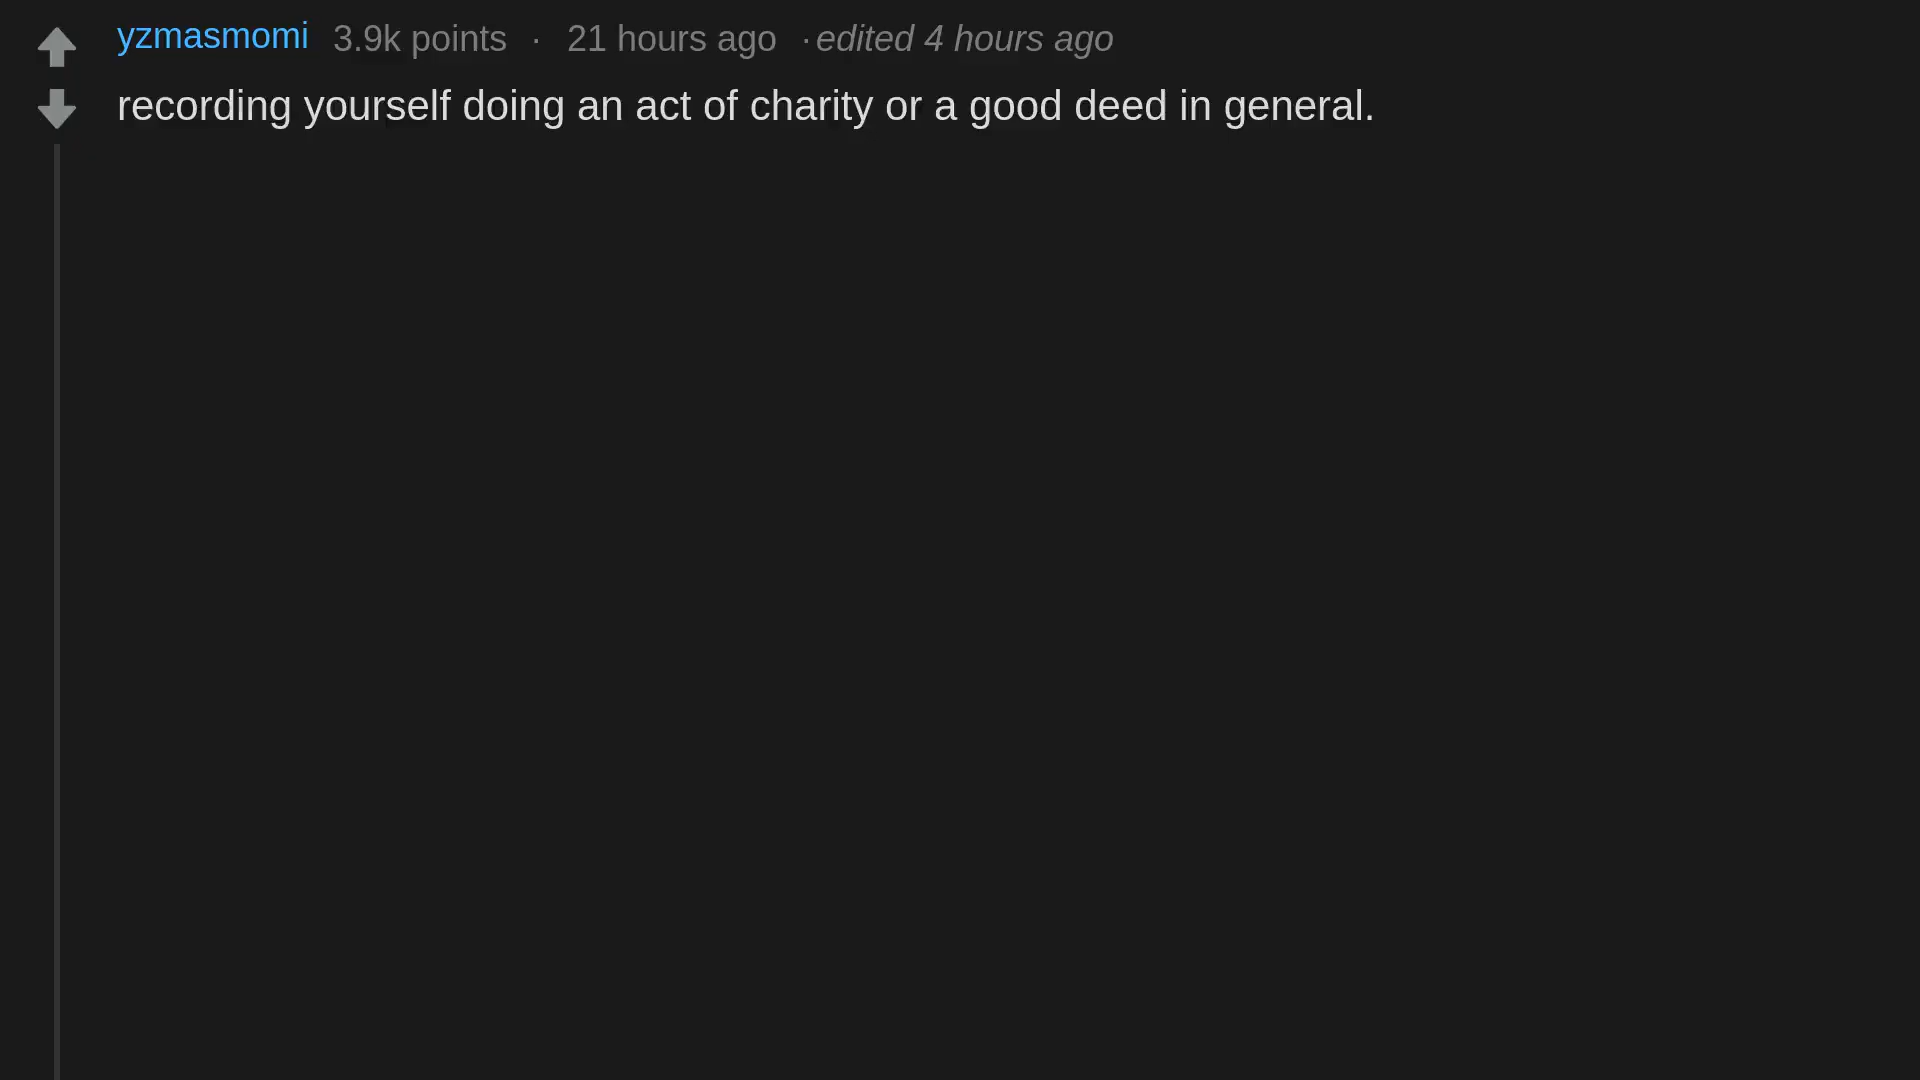 yzmasmomi 3.9k points · 21 hours ago · edited 4 hours ago
recording yourself doing an act of charity or a good deed in general.